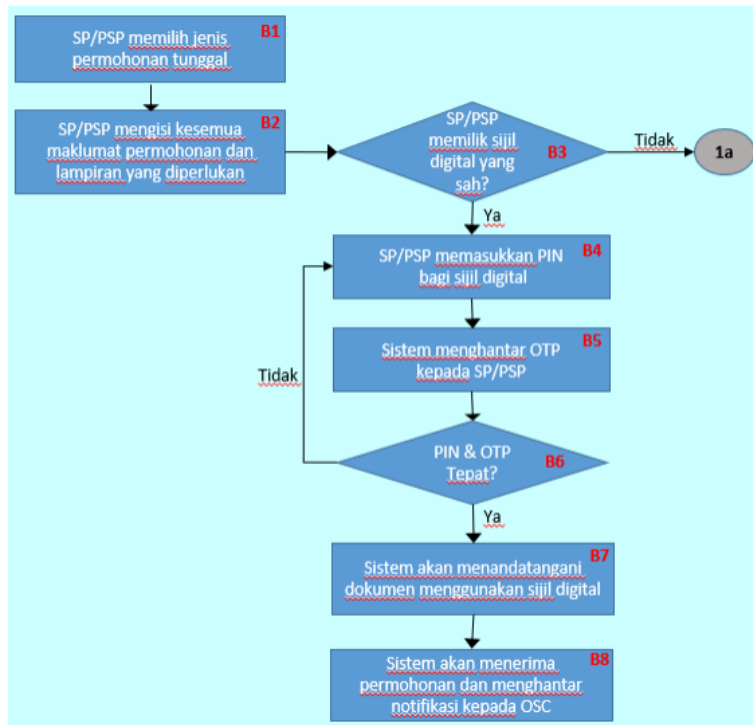 SP/PSP memilih jenis
permohonan tunggal
B1
SP/PSP mengisi kesemua
maklumat permohonan dan
lampiran yang diperlukan
B2
SP/PSP
memilik sijil
digital yang
sah?
B3
Tidak
1a
Ya
SP/PSP memasukkan PIN
bagi sijil digital
B4
Sistem menghantar OTP
kepada SP/PSP
B5
Tidak
PIN & OTP
Tepat?
B6
Ya
Sistem akan menandatangani
dokumen menggunakan sijil digital
B7
Sistem akan menerima
permohonan dan menghantar
notifikasi kepada OSC
B8